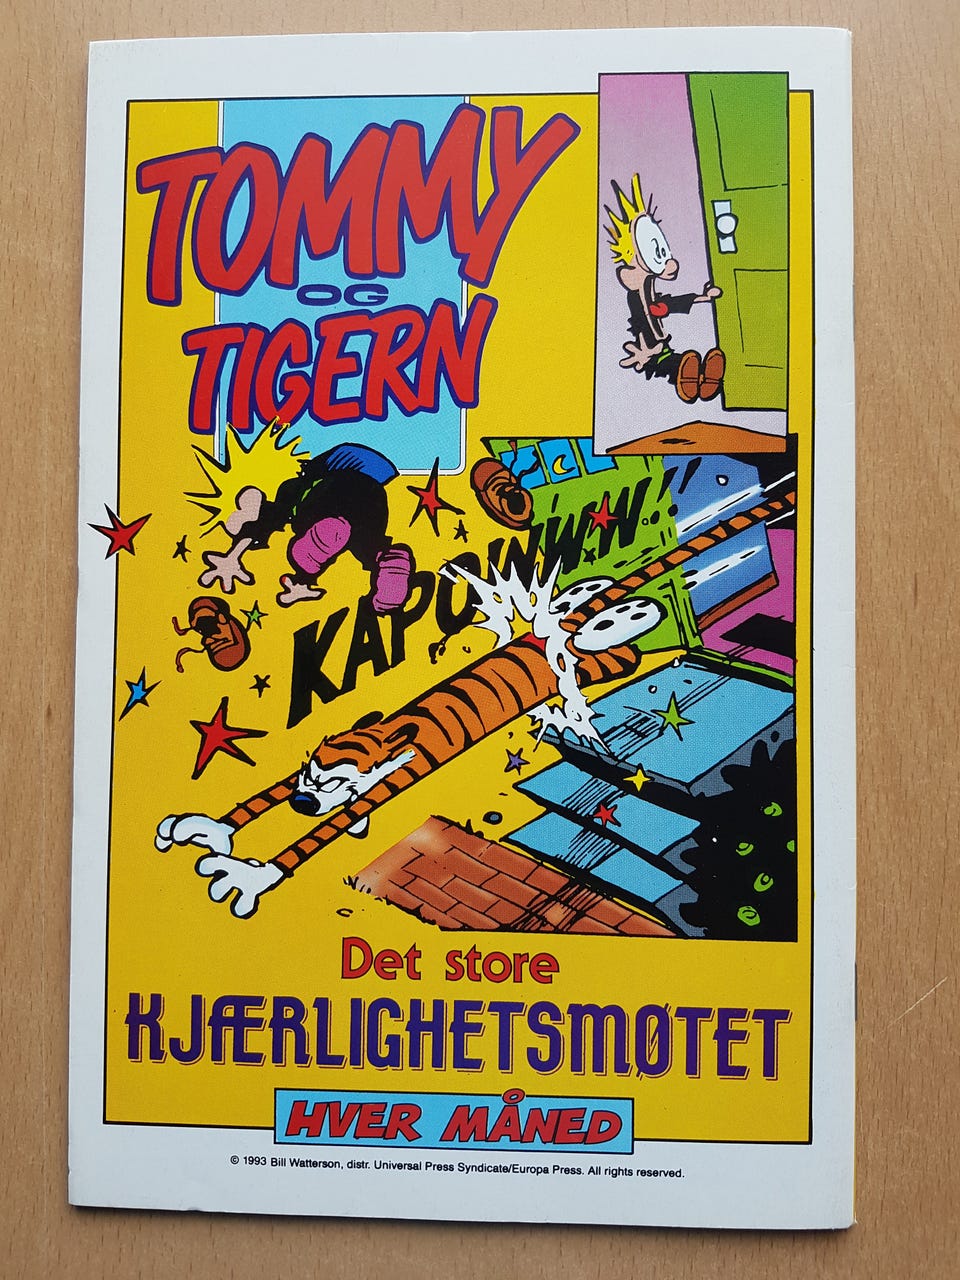 TOMMY
OG
TIGERN
KAPOINWW
Det store
KJÆRLIGHETSMØTET
HVER MÅNED
© 1993 Bill Watterson, distr. Universal Press Syndicate/Europa Press. All rights reserved.